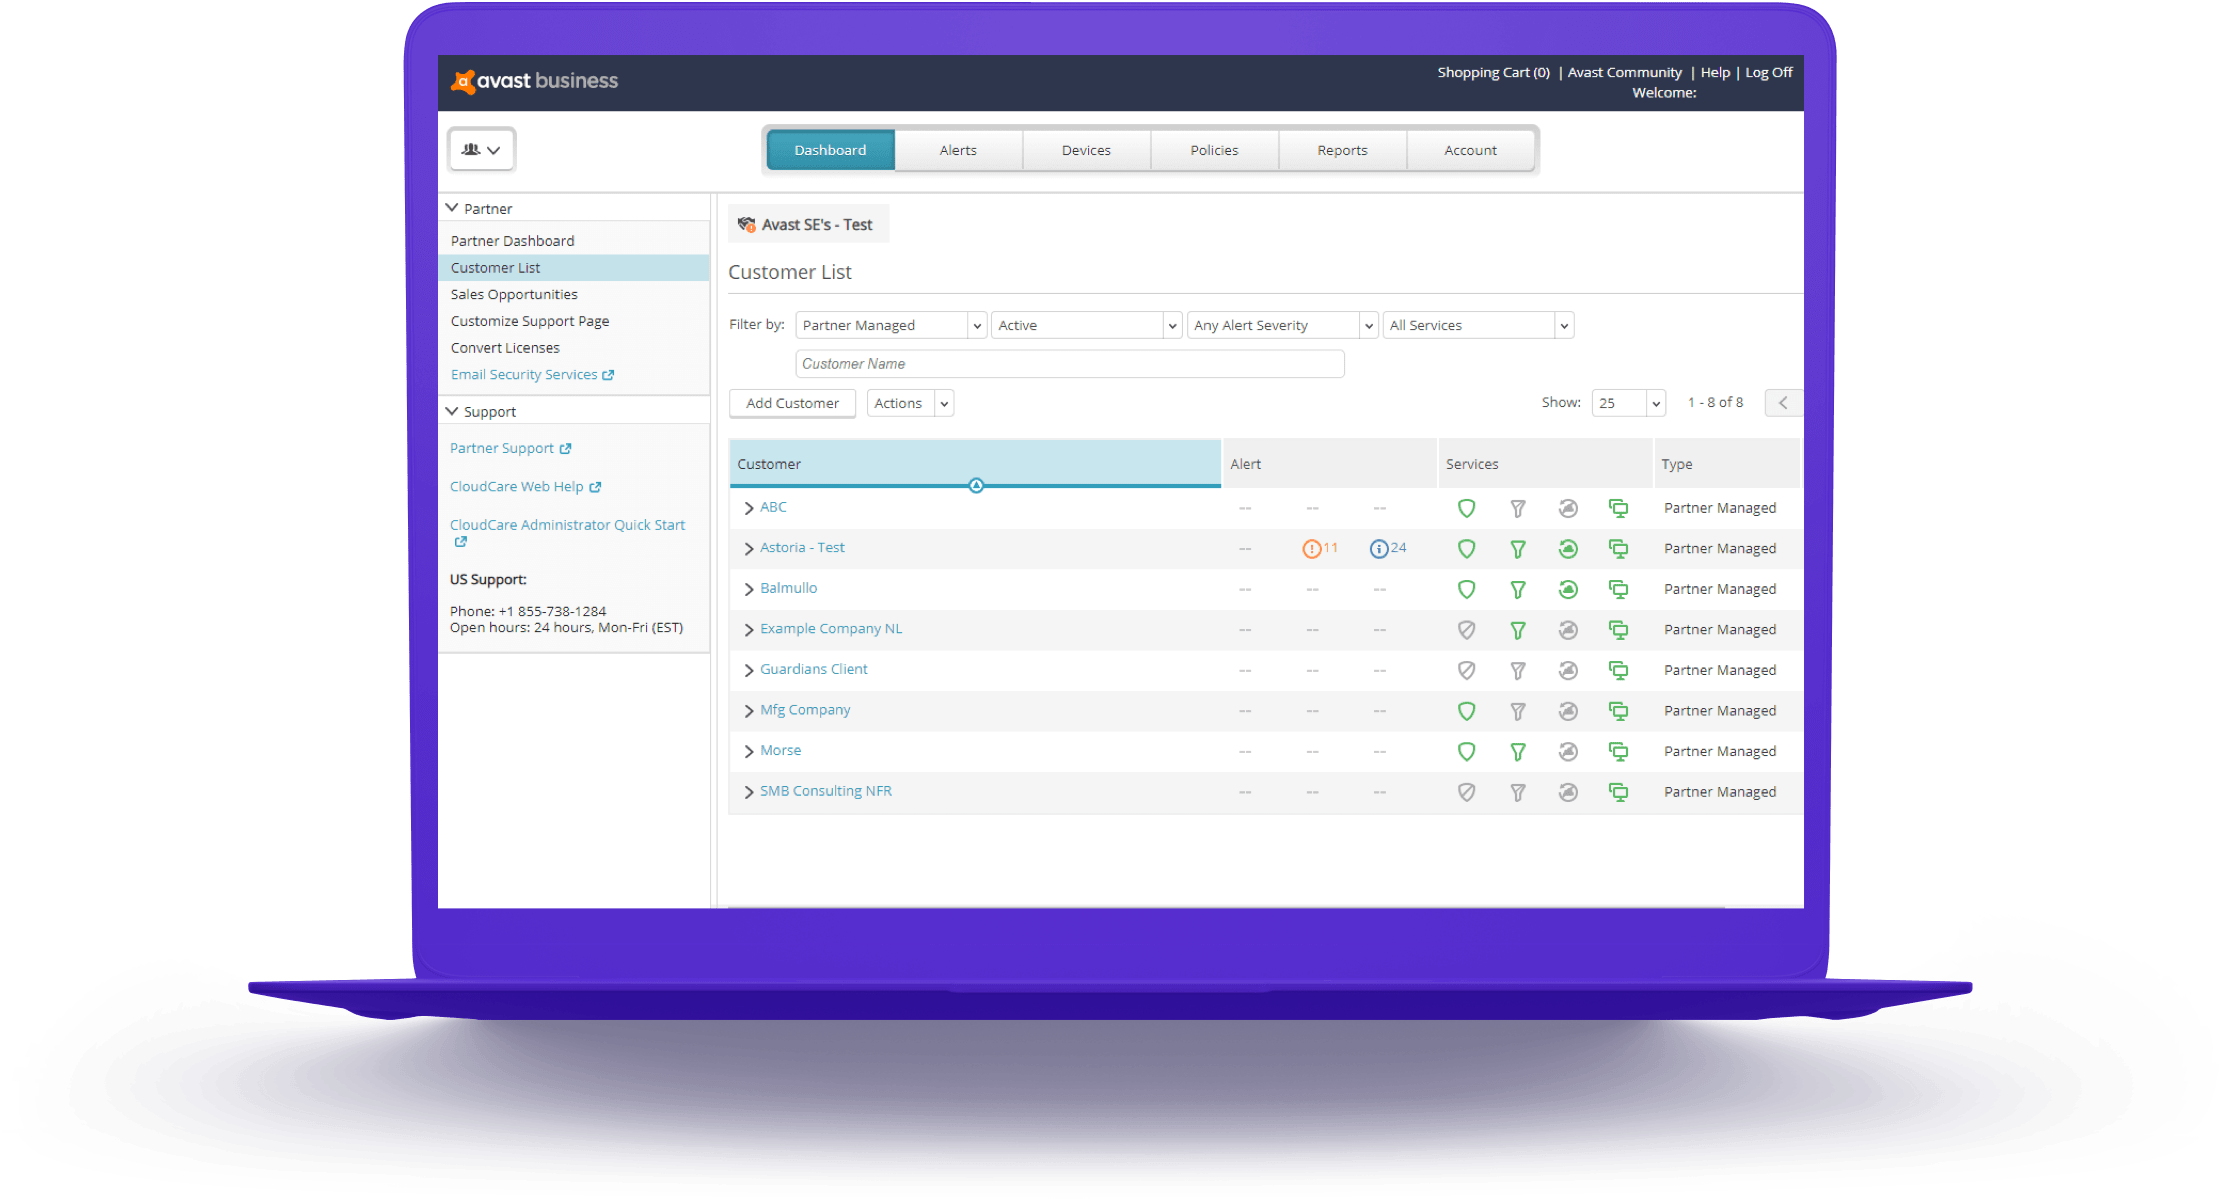 avast business
Shopping Cart (0) | Avast Community | Help | Log Off
Welcome:
Dashboard Alerts Devices Policies Reports Account
Partner
Partner Dashboard
Customer List
Sales Opportunities
Customize Support Page
Convert Licenses
Email Security Services
Support
Partner Support
CloudCare Web Help
CloudCare Administrator Quick Start
US Support:
Phone: +1 855-738-1284
Open hours: 24 hours, Mon-Fri (EST)
Avast SE's - Test
Customer List
Filter by: Partner Managed Active Any Alert Severity All Services
Customer Name
Add Customer Actions Show: 25 1 - 8 of 8
Customer Alert Services Type
ABC -- -- -- Partner Managed
Astoria - Test -- 11 24 Partner Managed
Balmullo -- -- -- Partner Managed
Example Company NL -- -- -- Partner Managed
Guardians Client -- -- -- Partner Managed
Mfg Company -- -- -- Partner Managed
Morse -- -- -- Partner Managed
SMB Consulting NFR -- -- -- Partner Managed